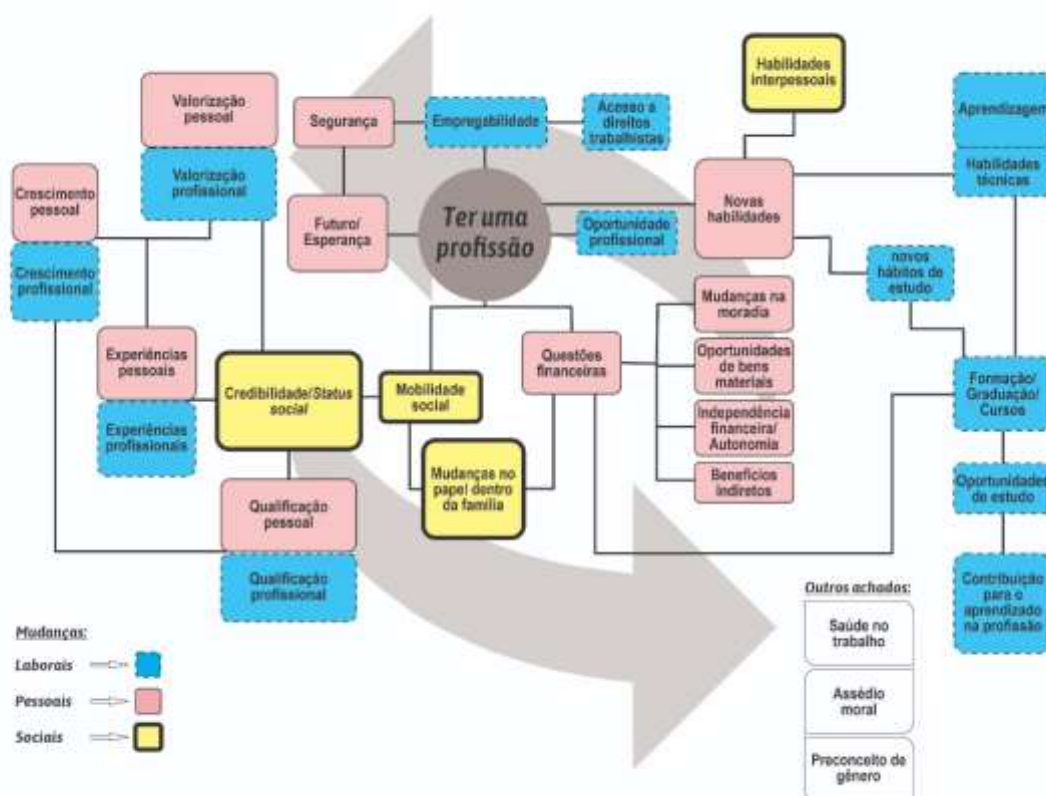 Habilidades
interpessoais
Valorização
pessoal
Segurança
Empregabilidade
Acesso a
direitos
trabalhistas
Aprendizagem
Valorização
profissional
Habilidades
técnicas
Crescimento
pessoal
Futuro/
Esperança
Ter uma
profissão
Oportunidade
profissional
Novas
habilidades
Crescimento
profissional
novos
hábitos de
estudo
Mudanças na
moradia
Experiências
pessoais
Credibilidade/Status
social
Mobilidade
social
Questões
financeiras
Oportunidades
de bens
materiais
Formação/
Graduação/
Cursos
Experiências
profissionais
Independência
financeira/
Autonomia
Mudanças no
papel dentro
da família
Benefícios
indiretos
Oportunidades
de estudo
Qualificação
pessoal
Qualificação
profissional
Contribuição
para o
aprendizado
na profissão
Outros achados:
Saúde no
trabalho
Assédio
moral
Preconceito de
gênero
Mudanças:
Laborais
Pessoais
Sociais